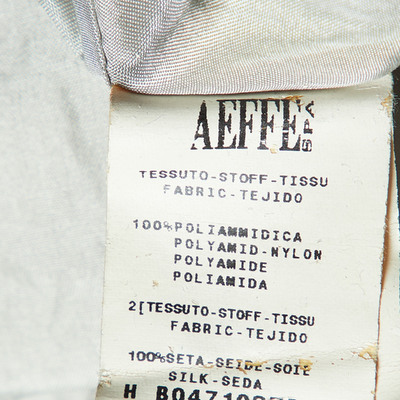 AEFFE SPA
TESSUTO-STOFF-TISSU
FABRIC-TEJIDO
100%POLIAMMIDICA
POLYAMID-NYLON
POLYAMIDE
POLIAMIDA
2[TESSUTO-STOFF-TISSU
FABRIC-TEJIDO
100%SETA-SEIDE-SOIE
SILK-SEDA
H